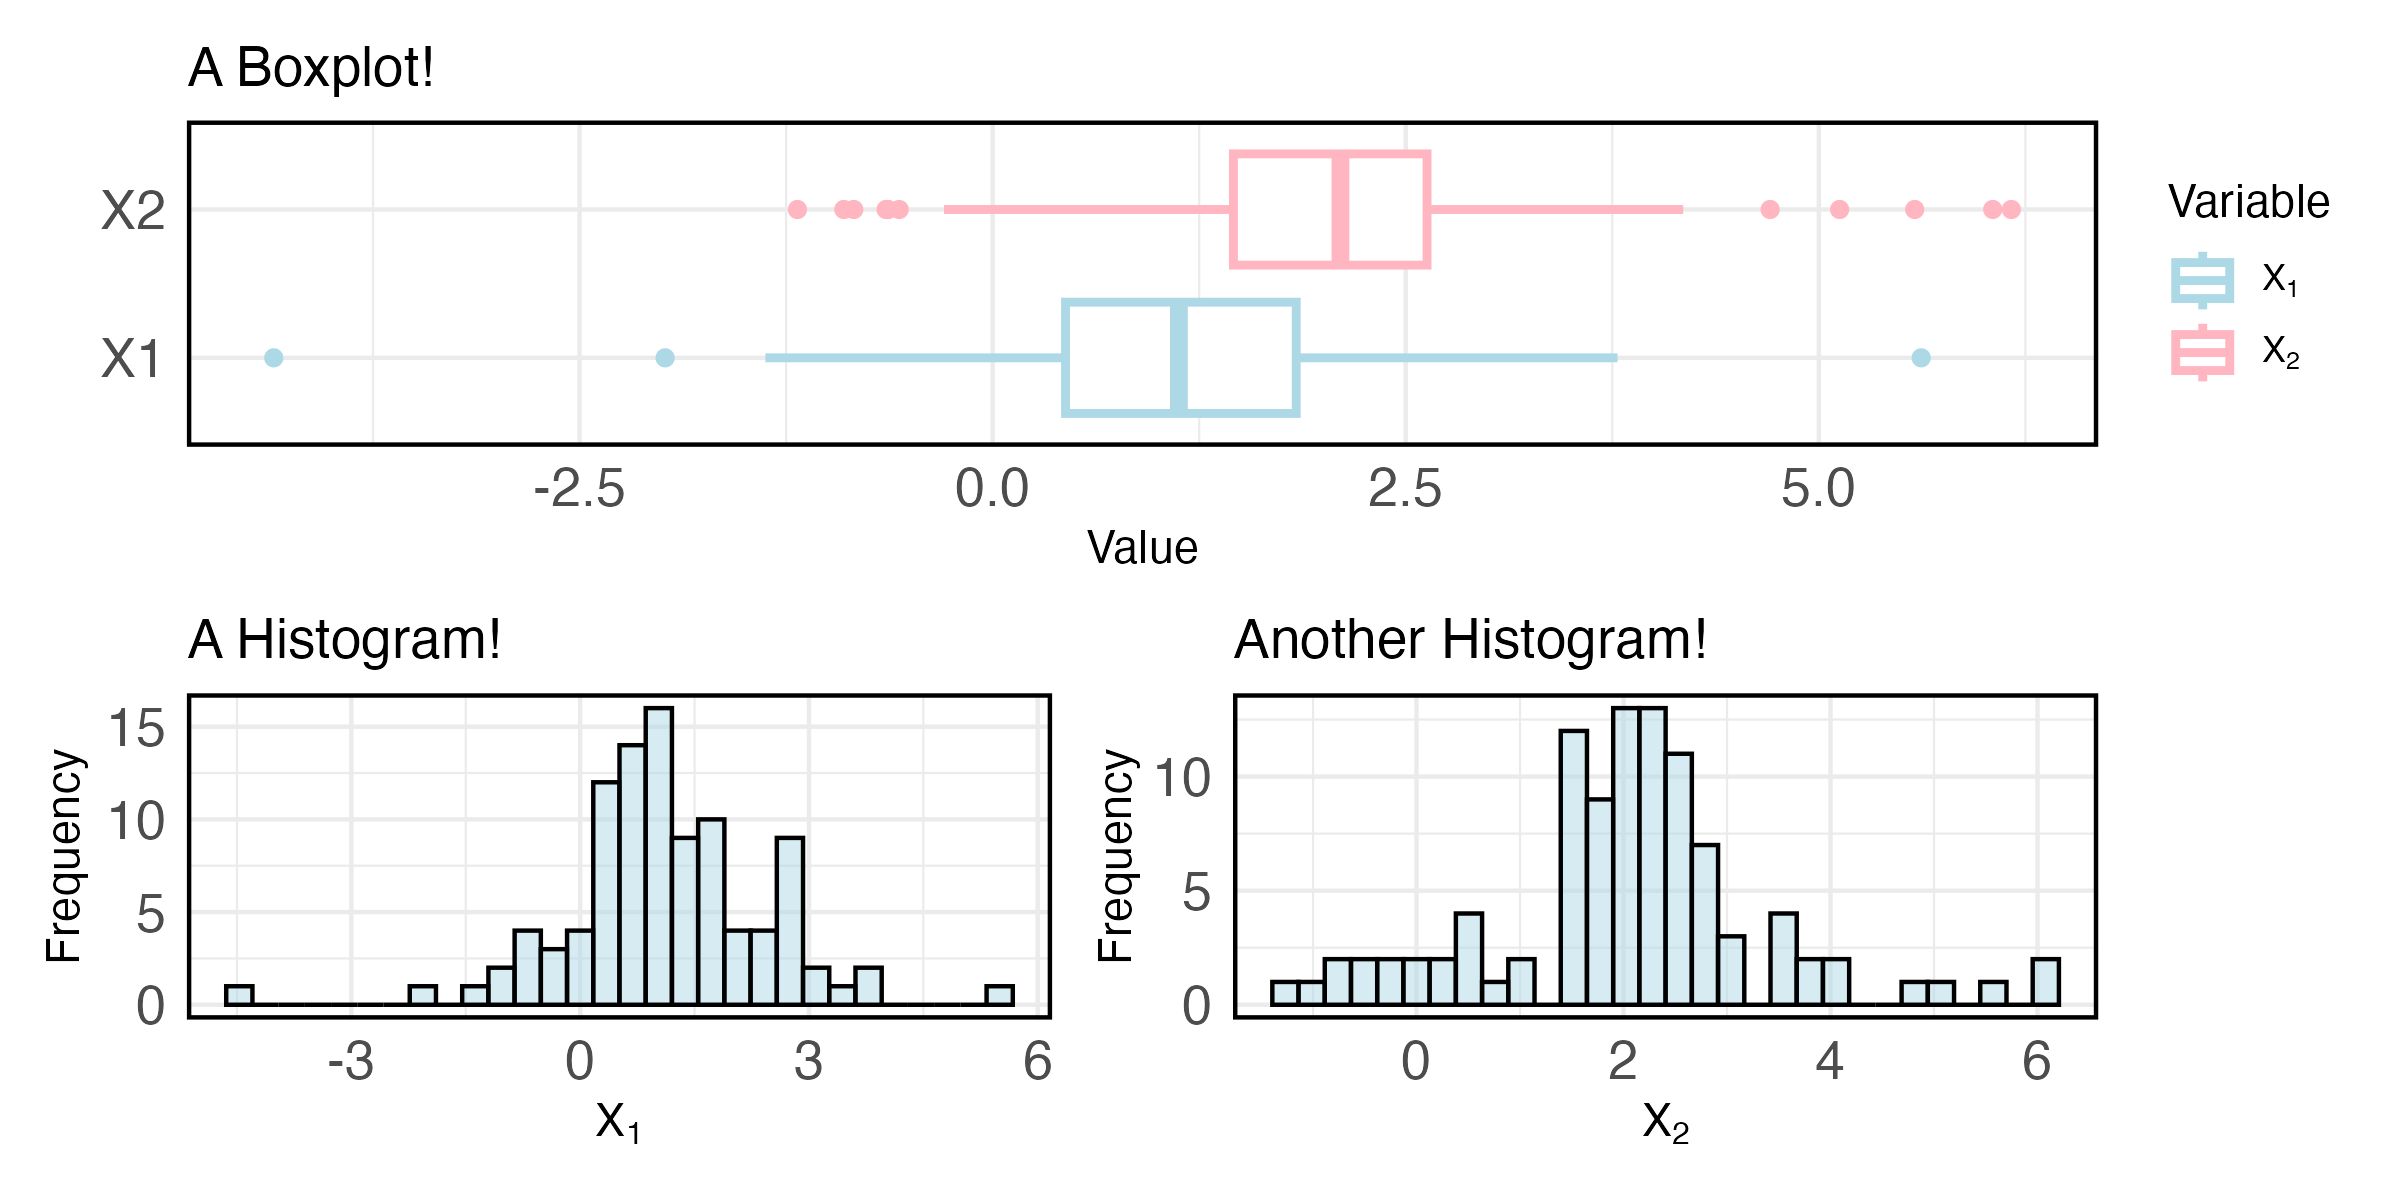 A Boxplot!
X2
X1
-2.5 0.0 2.5 5.0
Value
Variable
X₁
X₂
A Histogram!
Frequency
15
10
5
0
-3 0 3 6
X₁
Another Histogram!
Frequency
10
5
0
0 2 4 6
X₂